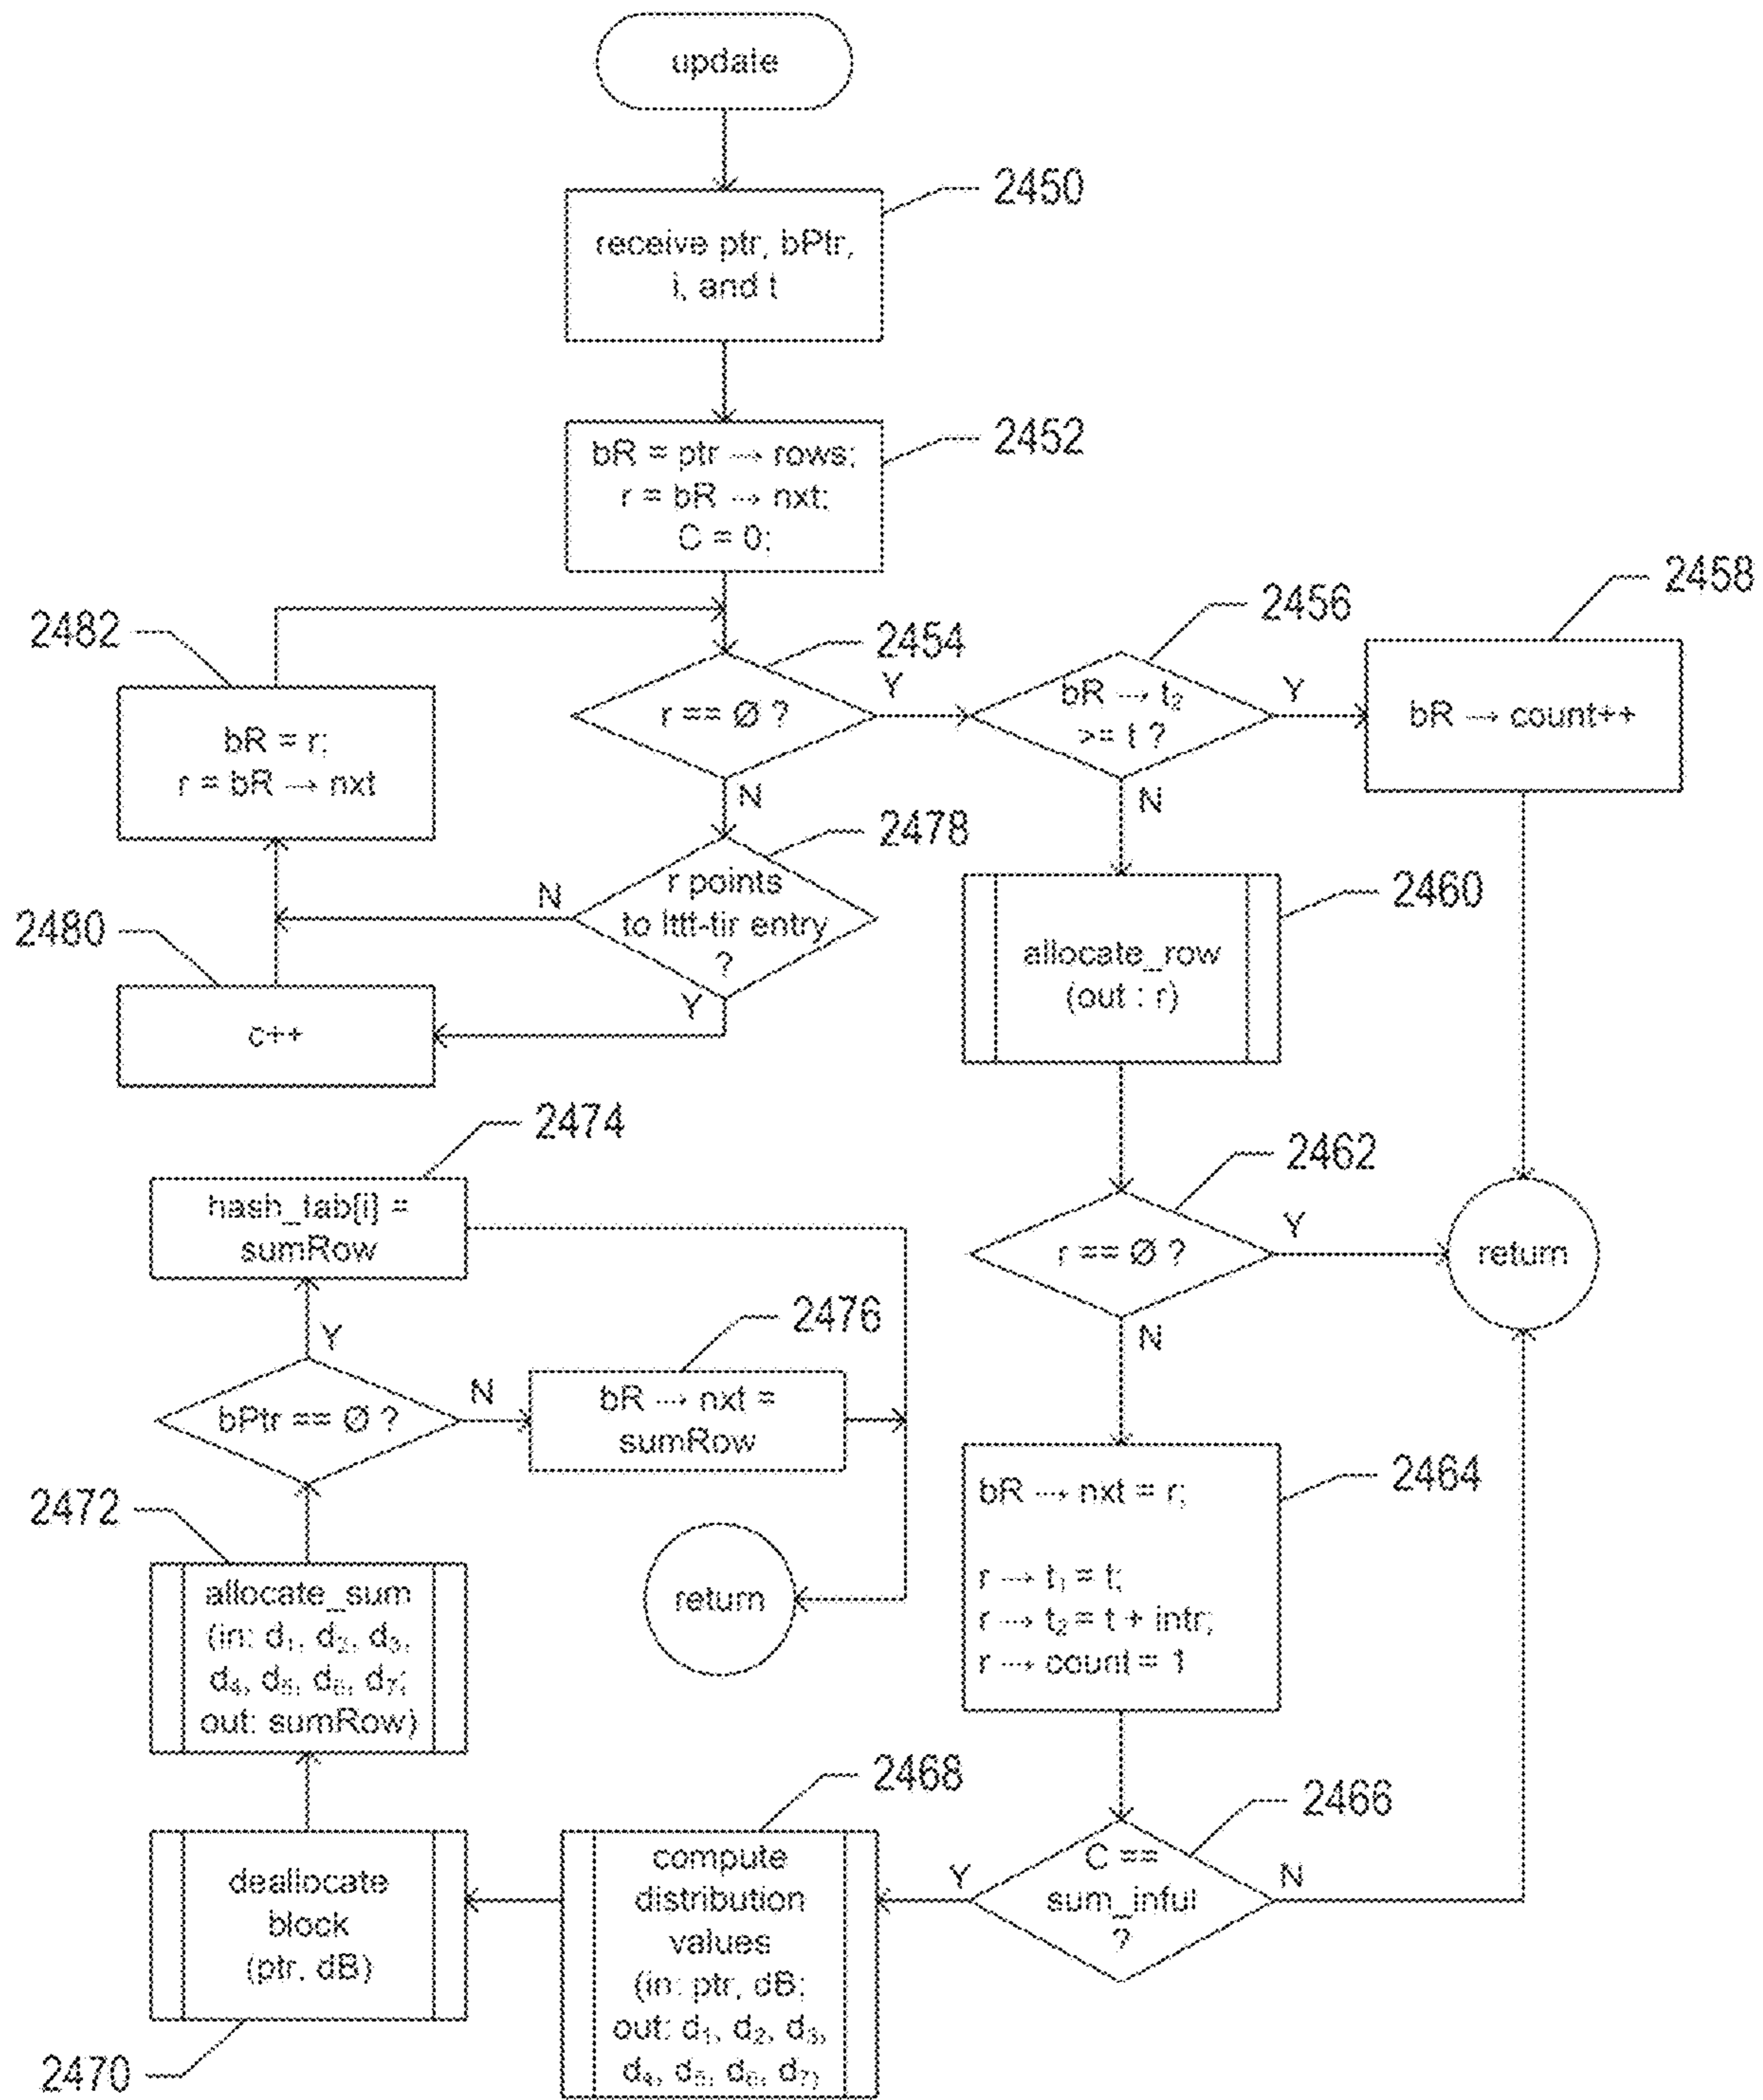 update
2450
receive ptr, bPtr,
i, and t
2452
bR = ptr → rows;
r = bR → nxt;
C = 0;
2458
2456
2454
2482
r == Ø ?
Y
N
bR → t₂
>= t ?
Y
N
bR → count++
bR = r;
r = bR → nxt
2478
r points
to lttt-tir entry
?
N
Y
2480
c++
2460
allocate_row
(out : r)
2474
hash_tab[i] =
sumRow
2462
r == Ø ?
Y
N
return
2476
Y
bPtr == Ø ?
N
bR → nxt =
sumRow
2464
bR → nxt = r;
r → t₁ = t;
r → t₂ = t + intr;
r → count = 1
2472
allocate_sum
(in: d₁, d₂, d₃,
d₄, d₅, d₆, d₇;
out: sumRow)
return
2468
2466
C ==
sum_inful
?
Y
N
compute
distribution
values
(in: ptr, dB;
out: d₁, d₂, d₃,
d₄, d₅, d₆, d₇)
deallocate
block
(ptr, dB)
2470